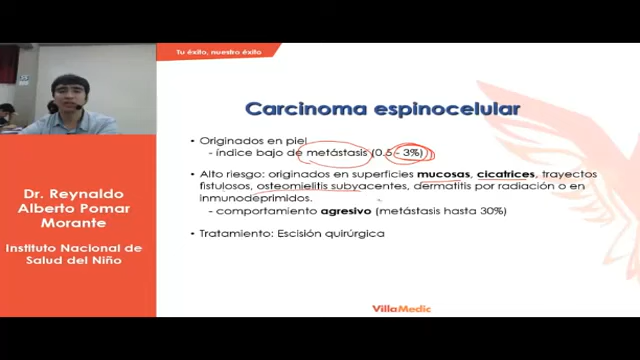 Tu éxito, nuestro éxito
Carcinoma espinocelular
• Originados en piel
- índice bajo de metástasis (0.5 - 3%)
• Alto riesgo: originados en superficies mucosas, cicatrices, trayectos
fistulosos, osteomielitis subyacentes, dermatitis por radiación o en
inmunodeprimidos.
- comportamiento agresivo (metástasis hasta 30%)
• Tratamiento: Escisión quirúrgica
Dr. Reynaldo
Alberto Pomar
Morante
Instituto Nacional de
Salud del Niño
VillaMedic